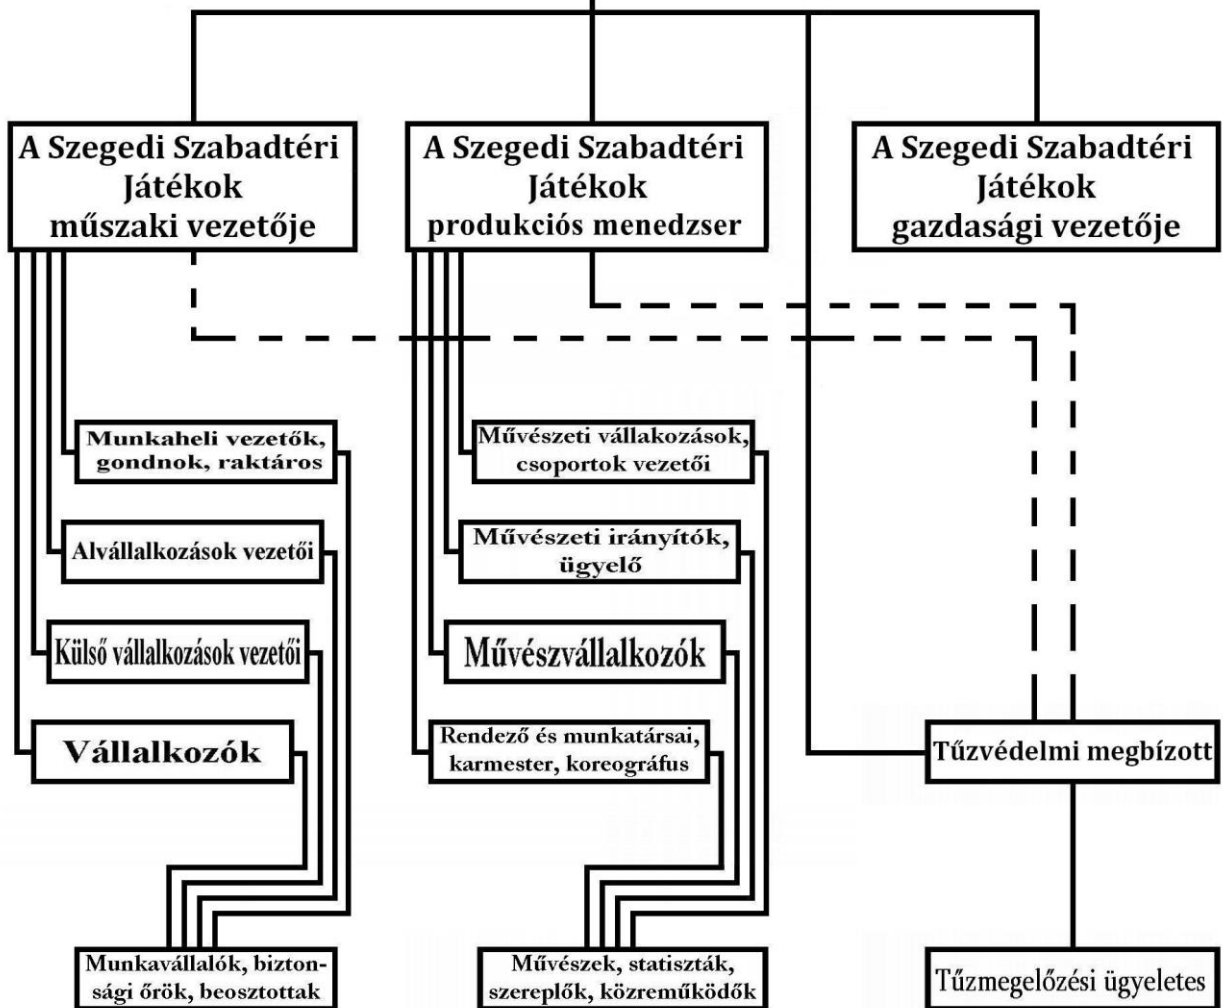 A Szegedi Szabadtéri
Játékok
műszaki vezetője
A Szegedi Szabadtéri
Játékok
produkciós menedzser
A Szegedi Szabadtéri
Játékok
gazdasági vezetője
Munkaheli vezetők,
gondnok, raktáros
Művészeti vállakozások,
csoportok vezetői
Alvállalkozások vezetői
Művészeti irányítók,
ügyelő
Külső vállalkozások vezetői
Művészvállalkozók
Vállalkozók
Rendező és munkatársai,
karmester, koreográfus
Tűzvédelmi megbízott
Munkavállalók, bizton-
sági őrök, beosztottak
Művészek, statiszták,
szereplők, közreműködők
Tűzmegelőzési ügyeletes